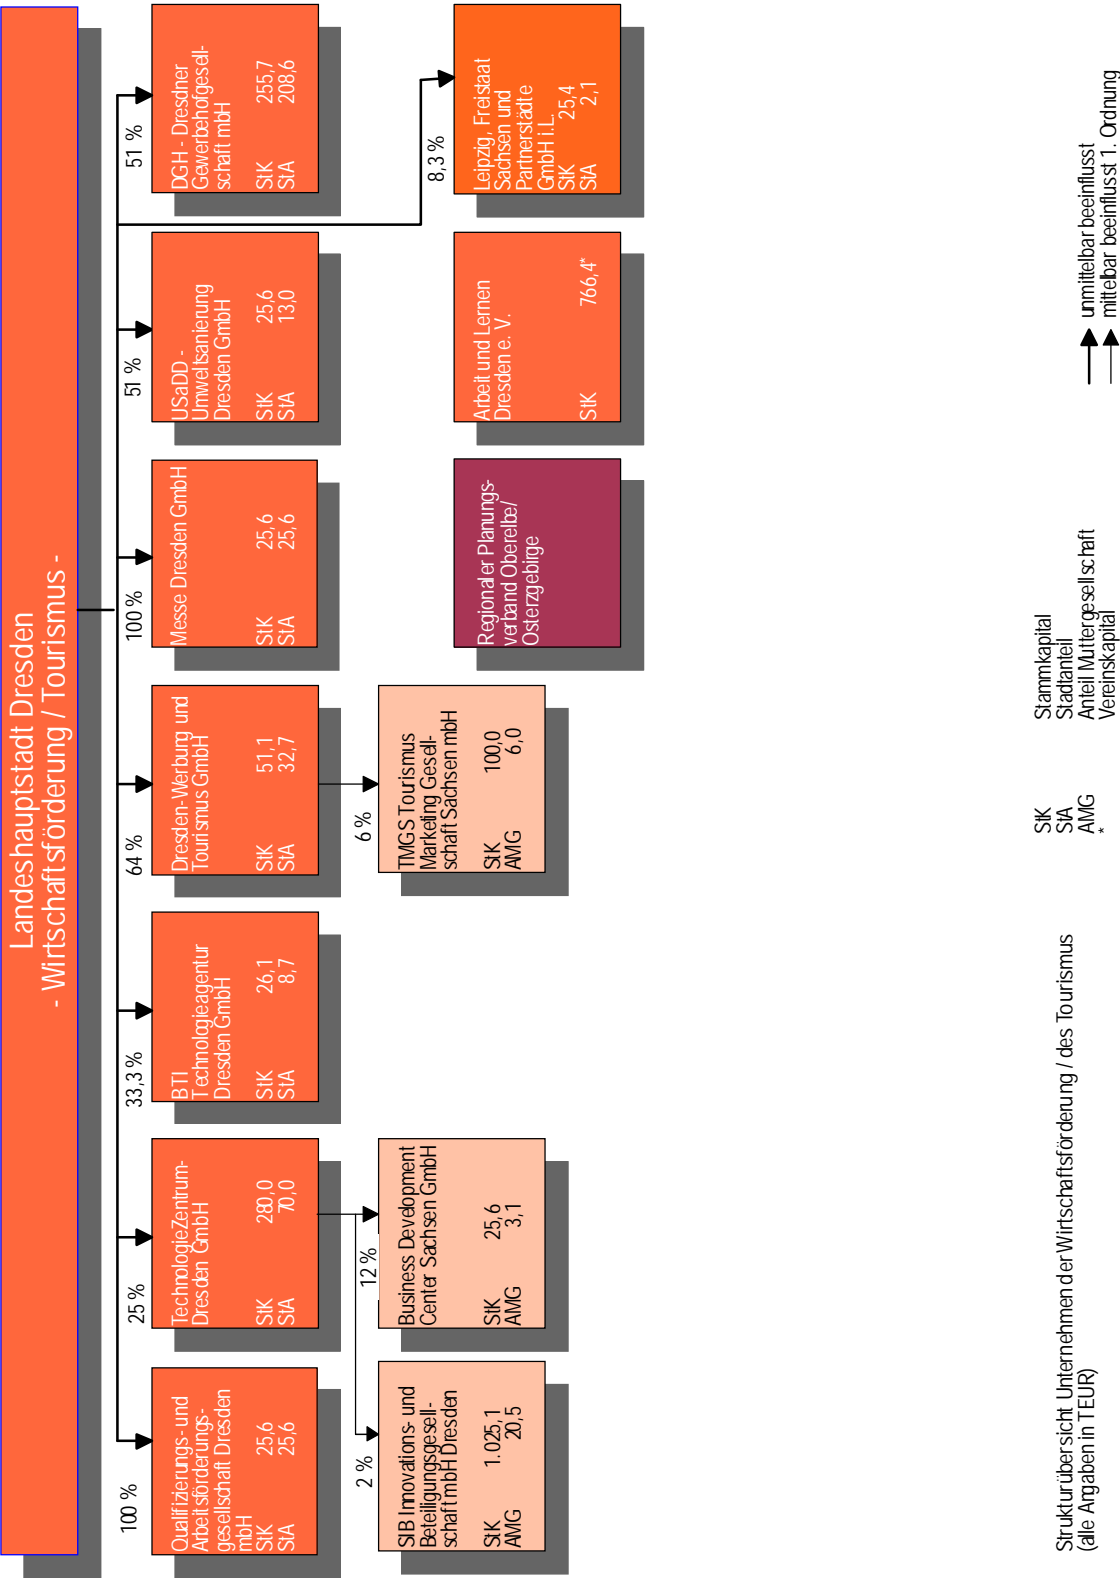 Landeshauptstadt Dresden
- Wirtschaftsförderung / Tourismus -
100 %
Qualifizierungs- und
Arbeitsförderungs-
gesellschaft Dresden
mbH
StK 25,6
StA 25,6
25 %
TechnologieZentrum-
Dresden GmbH
StK 280,0
StA 70,0
33,3 %
BTI
Technologieagentur
Dresden GmbH
StK 26,1
StA 8,7
64 %
Dresden-Werbung und
Tourismus GmbH
StK 51,1
StA 32,7
100 %
Messe Dresden GmbH
StK 25,6
StA 25,6
51 %
USaDD -
Umweltsanierung
Dresden GmbH
StK 25,6
StA 13,0
51 %
DGH - Dresdner
Gewerbehofgesell-
schaft mbH
StK 255,7
StA 208,6
2 %
SIB Innovations- und
Beteiligungsgesell-
schaft mbH Dresden
StK 1.025,1
AMG 20,5
12 %
Business Development
Center Sachsen GmbH
StK 25,6
AMG 3,1
6 %
TMGS Tourismus
Marketing Gesell-
schaft Sachsen mbH
StK 100,0
AMG 6,0
Regionaler Planungs-
verband Oberelbe/
Osterzgebirge
Arbeit und Lernen
Dresden e. V.
StK 766,4*
8,3 %
Leipzig, Freistaat
Sachsen und
Partnerstädte
GmbH i.L.
StK 25,4
StA 2,1
Strukturübersicht Unternehmen der Wirtschaftsförderung / des Tourismus
(alle Angaben in TEUR)
StK Stammkapital
StA Stadtanteil
AMG Anteil Muttergesellschaft
* Vereinskapital
unmittelbar beeinflusst
mittelbar beeinflusst 1. Ordnung